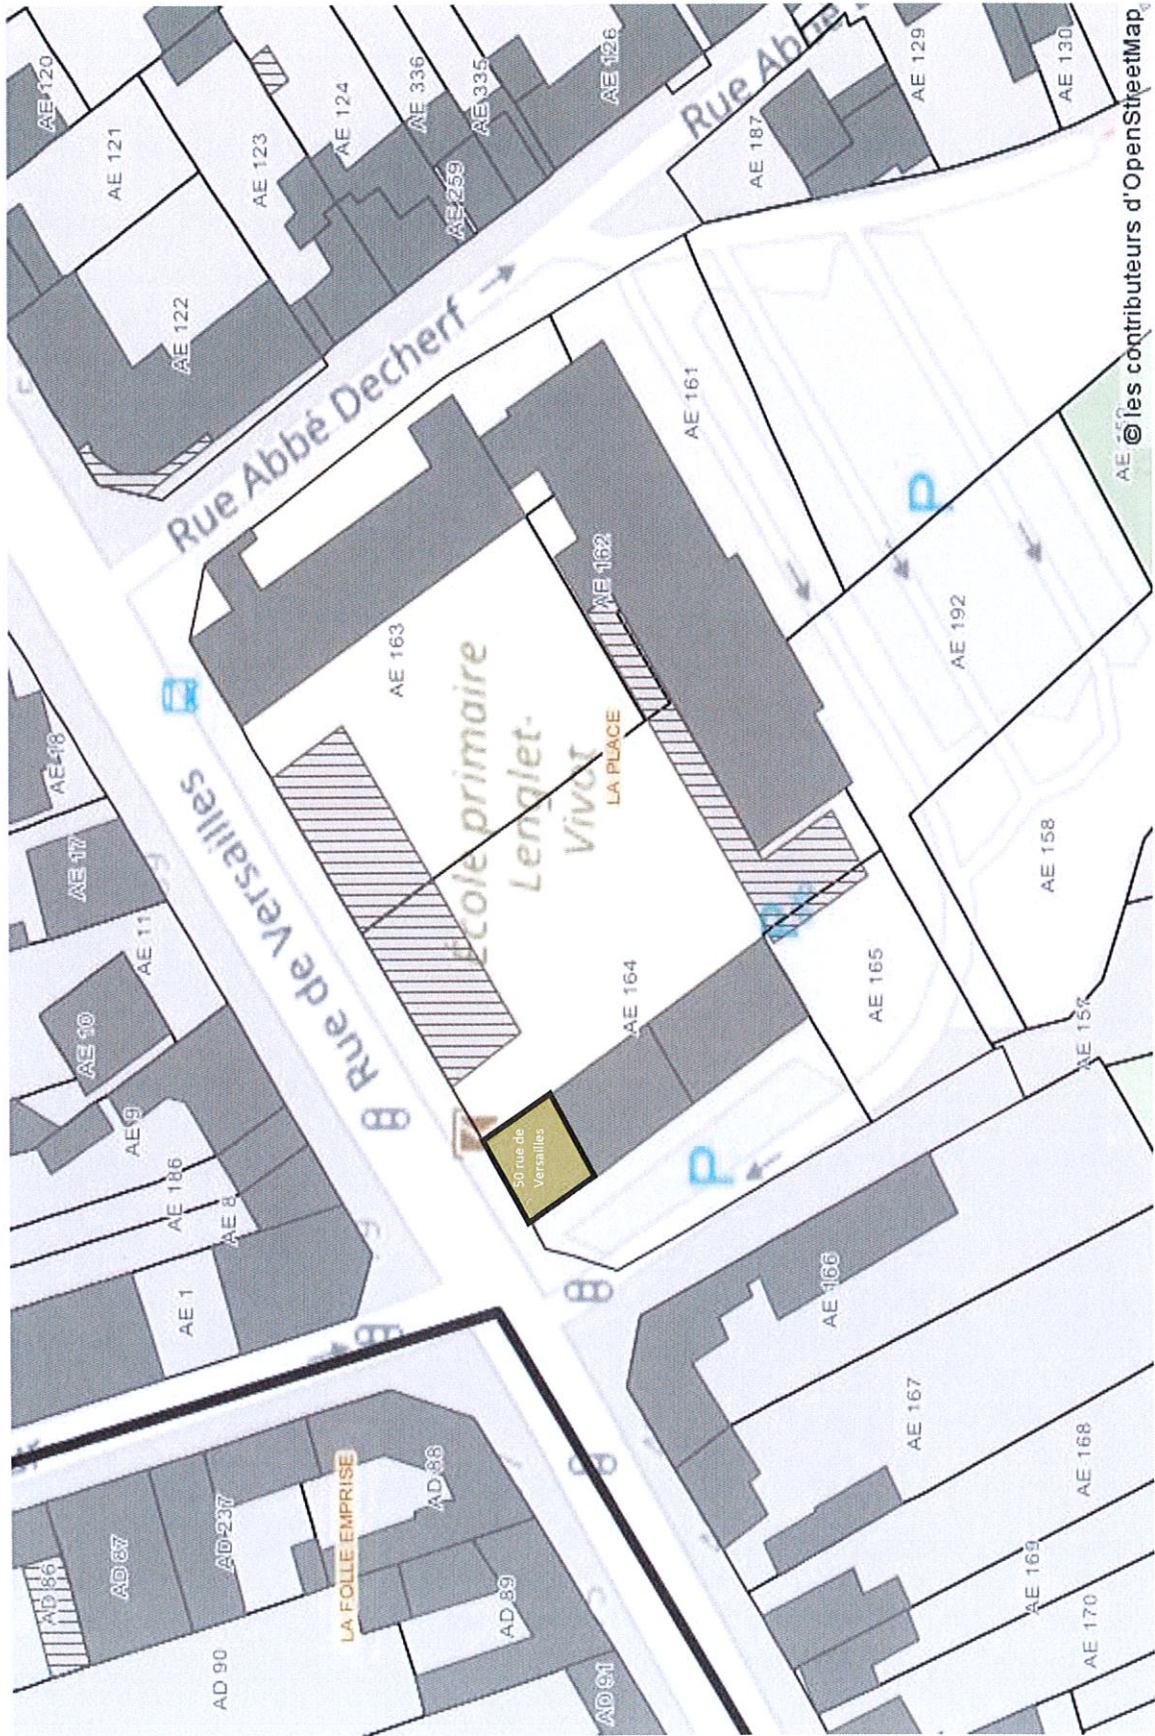 AE 120
AE 121
AE 122
AE 123
AE 124
AE 336
AE 335
AE 259
AE 126
AE 129
AE 130
AE 187
Rue Abbé Decherf
Rue Abbé
AE 18
AE 17
AE 11
AE 10
AE 9
AE 186
AE 8
AE 1
Rue de Versailles
AE 163
AE 162
AE 161
École primaire
Lenglet-
Vivot
LA PLACE
AE 164
AE 165
AE 192
AE 158
AE 157
P
P
P
50 rue de
Versailles
AE 166
AE 167
AE 168
AE 169
AE 170
AD 86
AD 87
AD 237
AD 88
LA FOLLE EMPRISE
AD 89
AD 90
AD 91
© les contributeurs d'OpenStreetMap